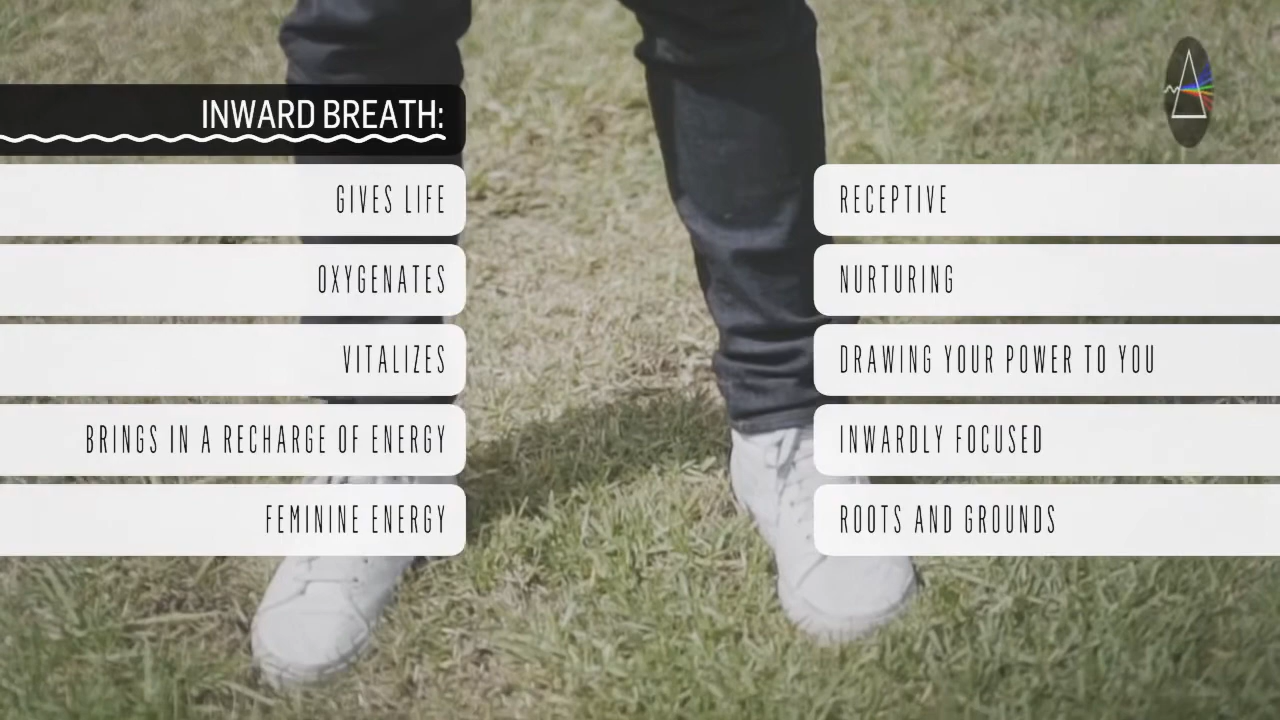 INWARD BREATH:
GIVES LIFE
OXYGENATES
VITALIZES
BRINGS IN A RECHARGE OF ENERGY
FEMININE ENERGY
RECEPTIVE
NURTURING
DRAWING YOUR POWER TO YOU
INWARDLY FOCUSED
ROOTS AND GROUNDS